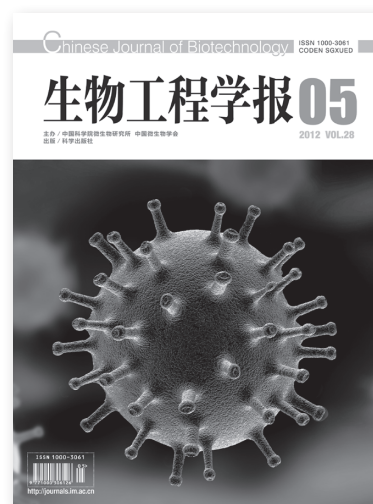 Chinese Journal of Biotechnology
ISSN 1000-3061
CODEN SGXUED
生物工程学报 05
2012 VOL.28
主办 / 中国科学院微生物研究所 中国微生物学会
出版 / 科学出版社
ISSN 1000-3061
http://journals.im.ac.cn